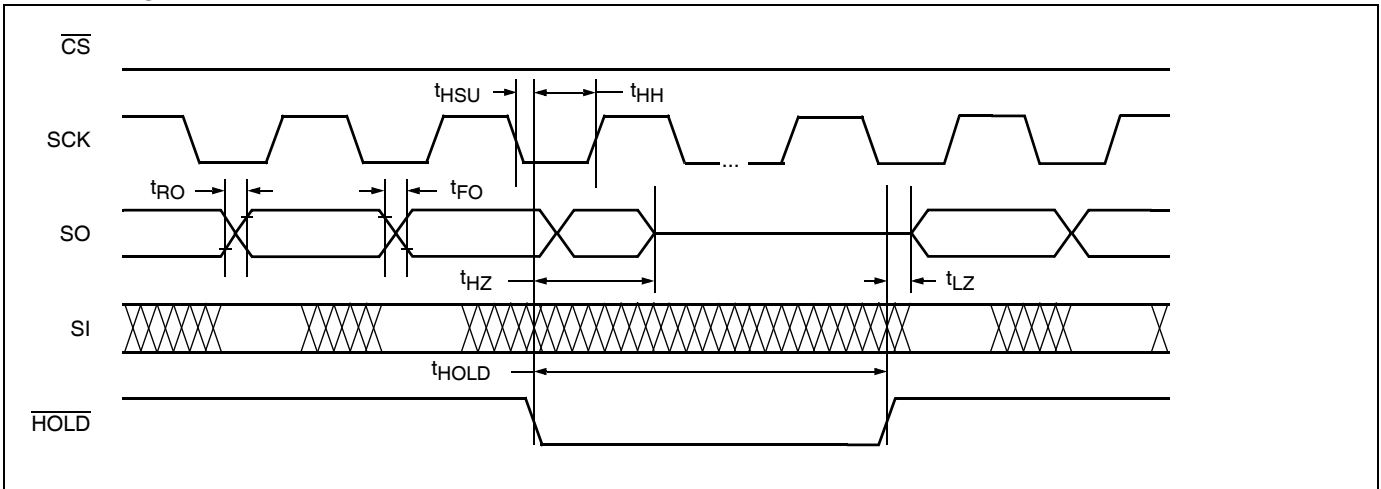 CS
tHSU
tHH
SCK
...
tRO
tFO
SO
tHZ
tLZ
SI
tHOLD
HOLD